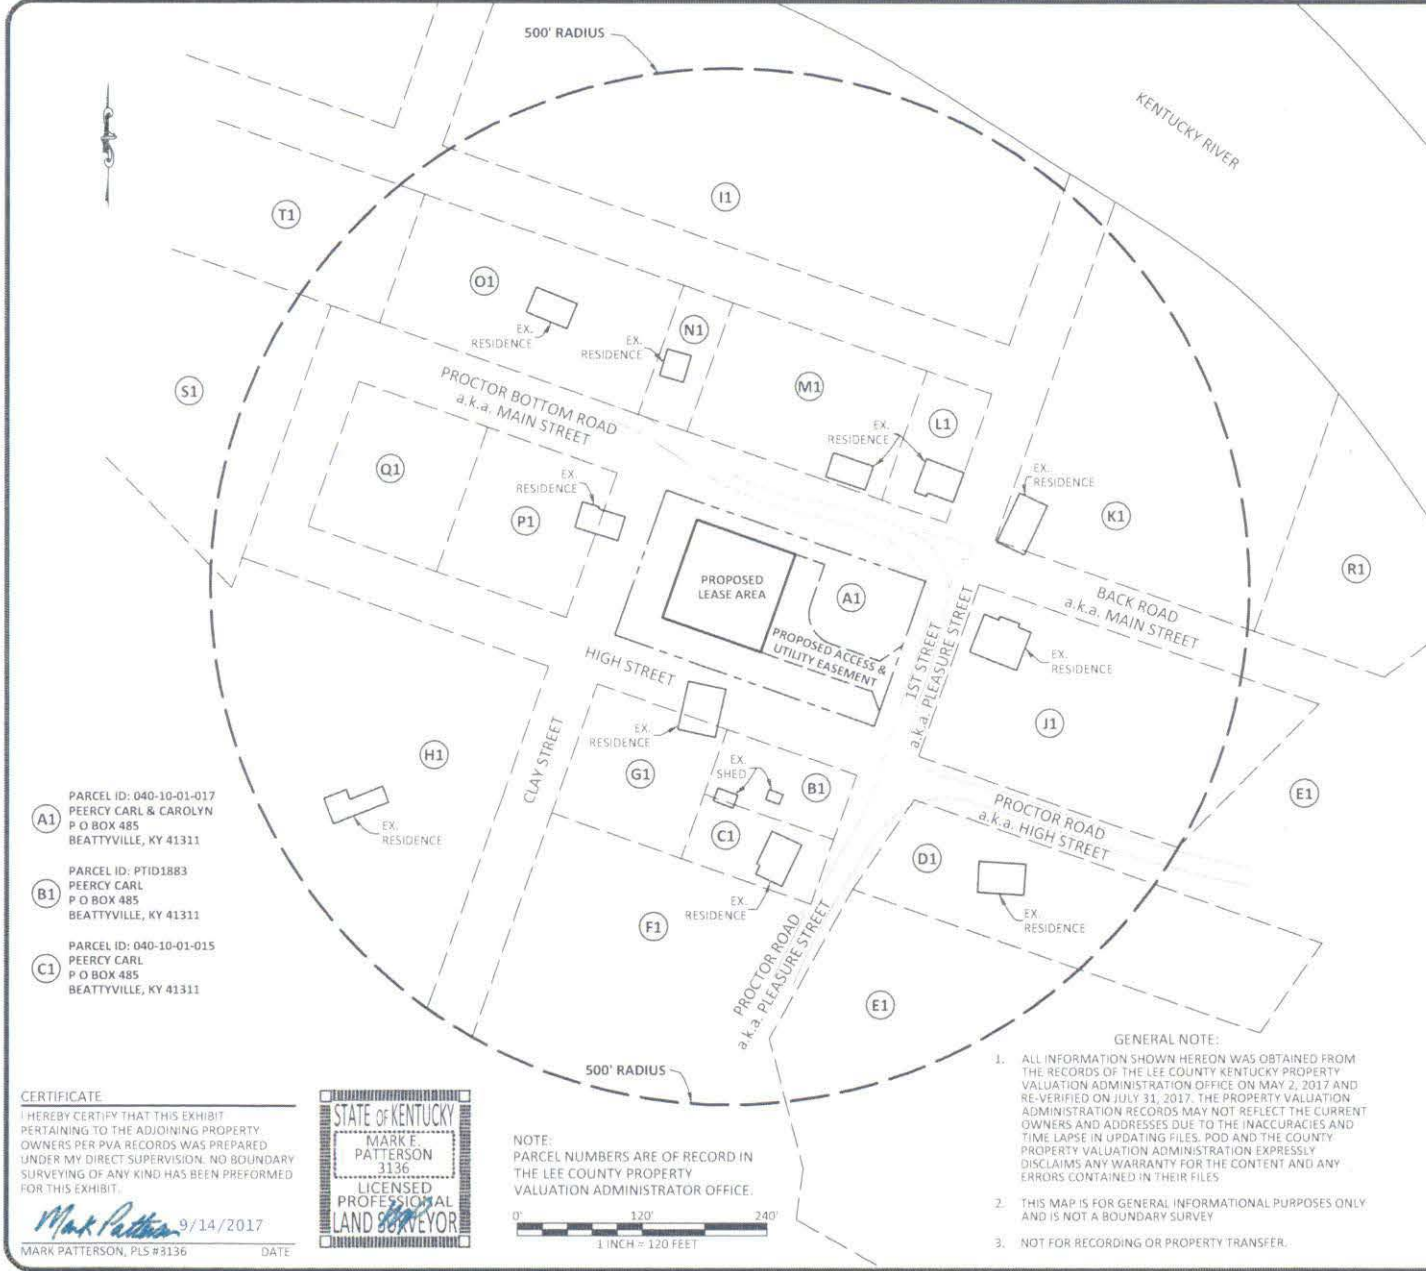 500' RADIUS
KENTUCKY RIVER
I1
T1
O1
EX.
RESIDENCE
N1
EX.
RESIDENCE
M1
S1
PROCTOR BOTTOM ROAD
a.k.a. MAIN STREET
L1
EX.
RESIDENCE
Q1
EX.
RESIDENCE
P1
EX.
RESIDENCE
K1
R1
PROPOSED
LEASE AREA
A1
BACK ROAD
a.k.a. MAIN STREET
PROPOSED ACCESS &
UTILITY EASEMENT
1ST STREET
a.k.a. PLEASURE STREET
EX.
RESIDENCE
HIGH STREET
J1
EX.
RESIDENCE
H1
CLAY STREET
G1
EX.
SHED
B1
E1
PROCTOR ROAD
a.k.a. HIGH STREET
EX.
RESIDENCE
C1
D1
EX.
RESIDENCE
EX.
RESIDENCE
F1
PROCTOR ROAD
a.k.a. PLEASURE STREET
E1
500' RADIUS
A1
PARCEL ID: 040-10-01-017
PEERCY CARL & CAROLYN
P O BOX 485
BEATTYVILLE, KY 41311
B1
PARCEL ID: PTID1883
PEERCY CARL
P O BOX 485
BEATTYVILLE, KY 41311
C1
PARCEL ID: 040-10-01-015
PEERCY CARL
P O BOX 485
BEATTYVILLE, KY 41311
CERTIFICATE
I HEREBY CERTIFY THAT THIS EXHIBIT
PERTAINING TO THE ADJOINING PROPERTY
OWNERS PER PVA RECORDS WAS PREPARED
UNDER MY DIRECT SUPERVISION. NO BOUNDARY
SURVEYING OF ANY KIND HAS BEEN PREFORMED
FOR THIS EXHIBIT.
Mark Patterson 9/14/2017
MARK PATTERSON, PLS #3136 DATE
STATE OF KENTUCKY
MARK E.
PATTERSON
3136
LICENSED
PROFESSIONAL
LAND SURVEYOR
NOTE:
PARCEL NUMBERS ARE OF RECORD IN
THE LEE COUNTY PROPERTY
VALUATION ADMINISTRATOR OFFICE.
0' 120' 240'
1 INCH = 120 FEET
GENERAL NOTE:
1. ALL INFORMATION SHOWN HEREON WAS OBTAINED FROM
THE RECORDS OF THE LEE COUNTY KENTUCKY PROPERTY
VALUATION ADMINISTRATION OFFICE ON MAY 2, 2017 AND
RE-VERIFIED ON JULY 31, 2017. THE PROPERTY VALUATION
ADMINISTRATION RECORDS MAY NOT REFLECT THE CURRENT
OWNERS AND ADDRESSES DUE TO THE INACCURACIES AND
TIME LAPSE IN UPDATING FILES. POD AND THE COUNTY
PROPERTY VALUATION ADMINISTRATION EXPRESSLY
DISCLAIMS ANY WARRANTY FOR THE CONTENT AND ANY
ERRORS CONTAINED IN THEIR FILES
2. THIS MAP IS FOR GENERAL INFORMATIONAL PURPOSES ONLY
AND IS NOT A BOUNDARY SURVEY
3. NOT FOR RECORDING OR PROPERTY TRANSFER.